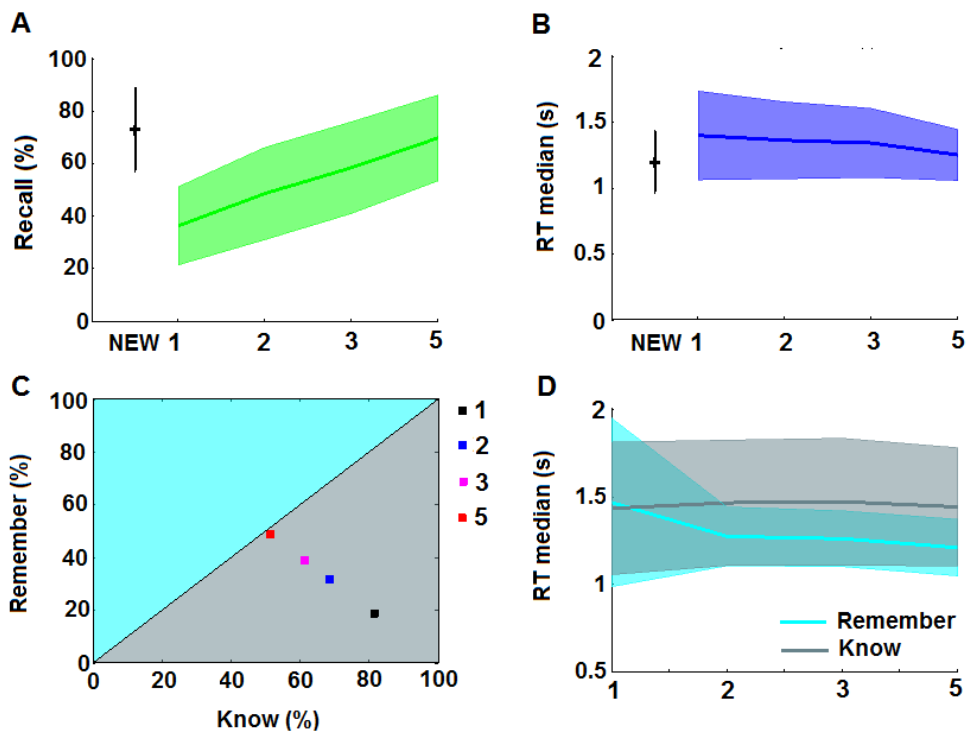 A
B
100
80
60
40
20
0
Recall (%)
NEW 1 2 3 5
2
1.5
1
0.5
0
RT median (s)
NEW 1 2 3 5
C
D
100
80
60
40
20
0
Remember (%)
0 20 40 60 80 100
Know (%)
1
2
3
5
2
1.5
1
0.5
RT median (s)
Remember
Know
1 2 3 5